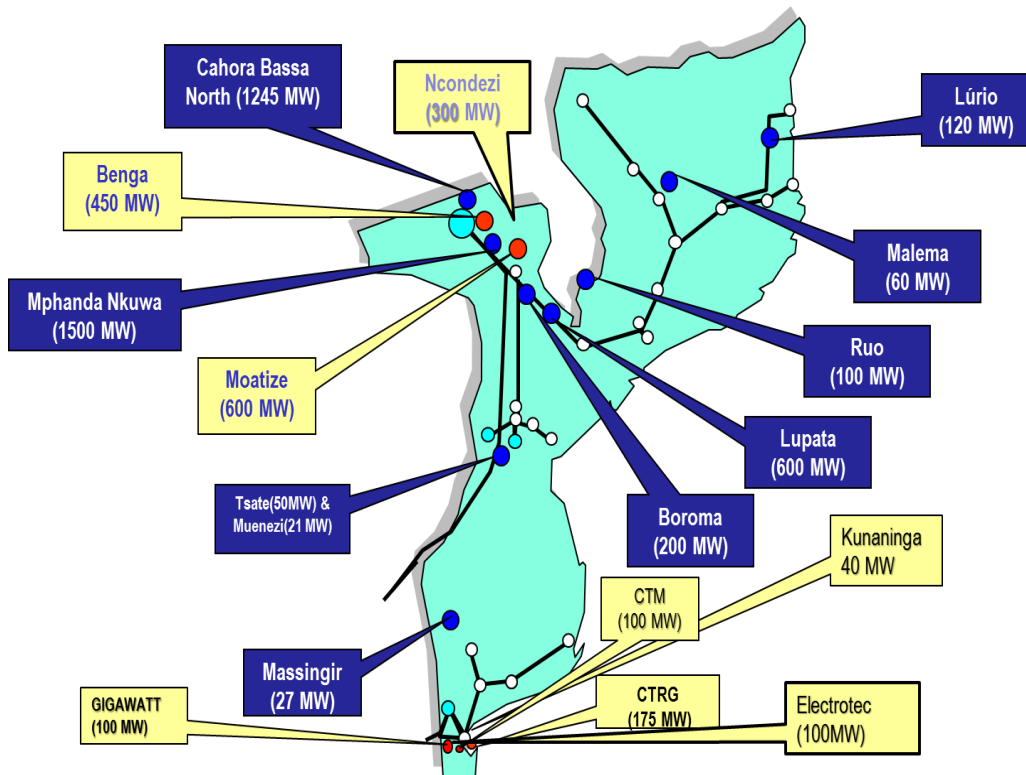 Cahora Bassa
North (1245 MW)
Ncondezi
(300 MW)
Lúrio
(120 MW)
Benga
(450 MW)
Malema
(60 MW)
Mphanda Nkuwa
(1500 MW)
Ruo
(100 MW)
Moatize
(600 MW)
Lupata
(600 MW)
Tsate(50MW) &
Muenezi(21 MW)
Boroma
(200 MW)
Kunaninga
40 MW
CTM
(100 MW)
Massingir
(27 MW)
GIGAWATT
(100 MW)
CTRG
(175 MW)
Electrotec
(100MW)